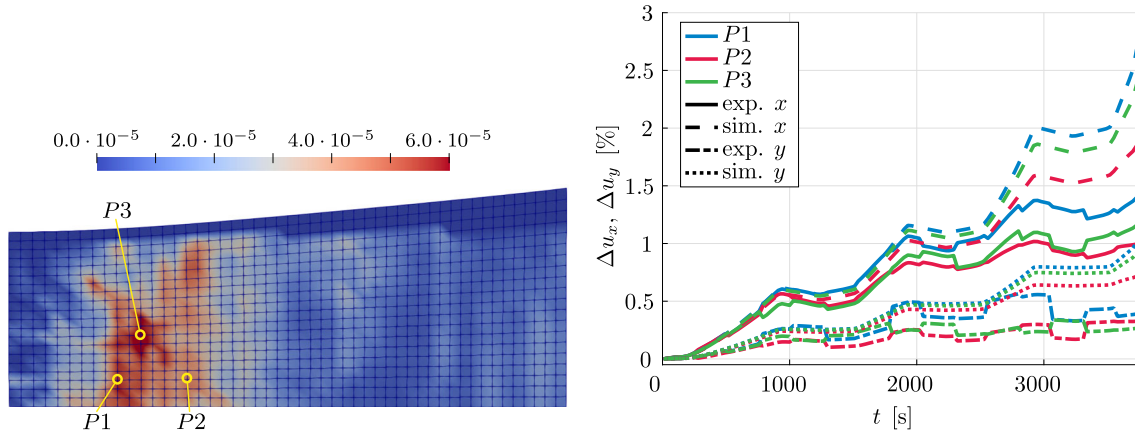 0.0 · 10⁻⁵ 2.0 · 10⁻⁵ 4.0 · 10⁻⁵ 6.0 · 10⁻⁵
P3
P1 P2
3
2.5
2
1.5
1
0.5
0
Δuₓ, Δu_y [%]
P1
P2
P3
exp. x
sim. x
exp. y
sim. y
0 1000 2000 3000
t [s]